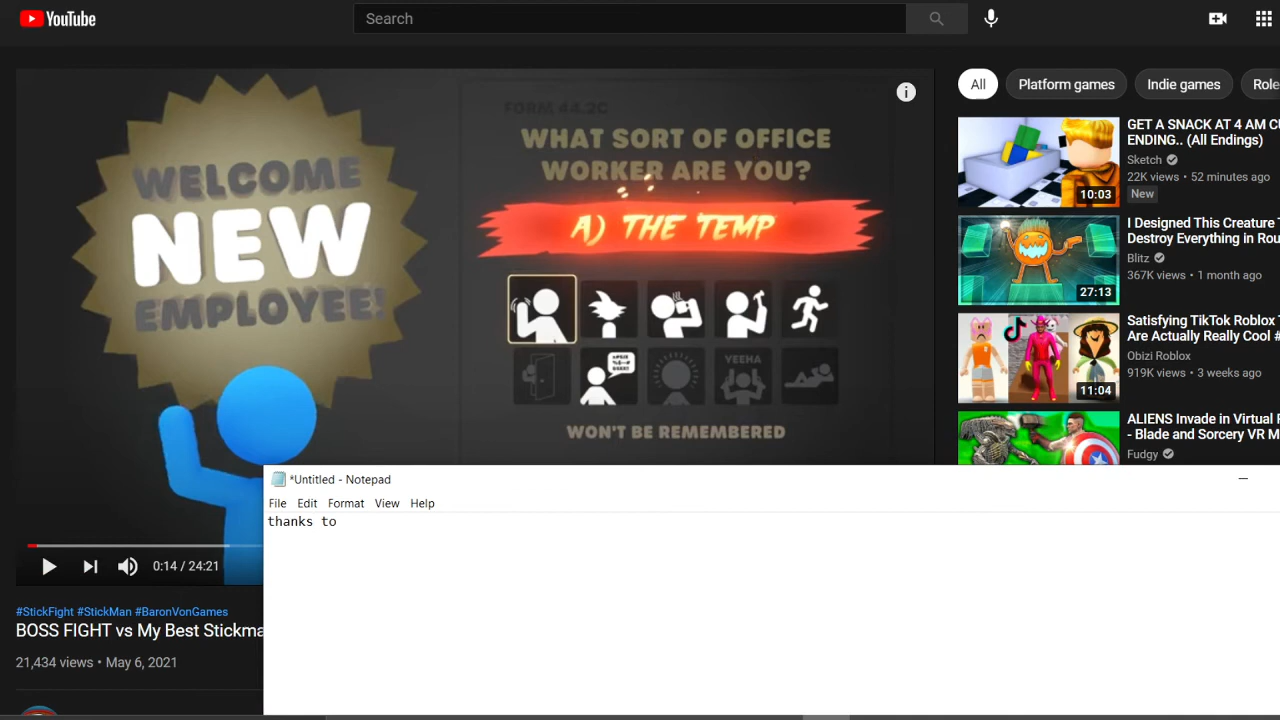 YouTube
Search
WELCOME
NEW
EMPLOYEE!
FORM 44.2C
WHAT SORT OF OFFICE
WORKER ARE YOU?
A) THE TEMP
YEEHA
WON'T BE REMEMBERED
0:14 / 24:21
#StickFight #StickMan #BaronVonGames
BOSS FIGHT vs My Best Stickma
21,434 views • May 6, 2021
*Untitled - Notepad
File Edit Format View Help
thanks to
All Platform games Indie games Role
10:03
GET A SNACK AT 4 AM
ENDING.. (All Endings)
Sketch
22K views • 52 minutes ago
New
27:13
I Designed This Creature
Destroy Everything in Rou
Blitz
367K views • 1 month ago
11:04
Satisfying TikTok Roblox
Are Actually Really Cool #
Obizi Roblox
919K views • 3 weeks ago
ALIENS Invade in Virtual
- Blade and Sorcery VR M
Fudgy